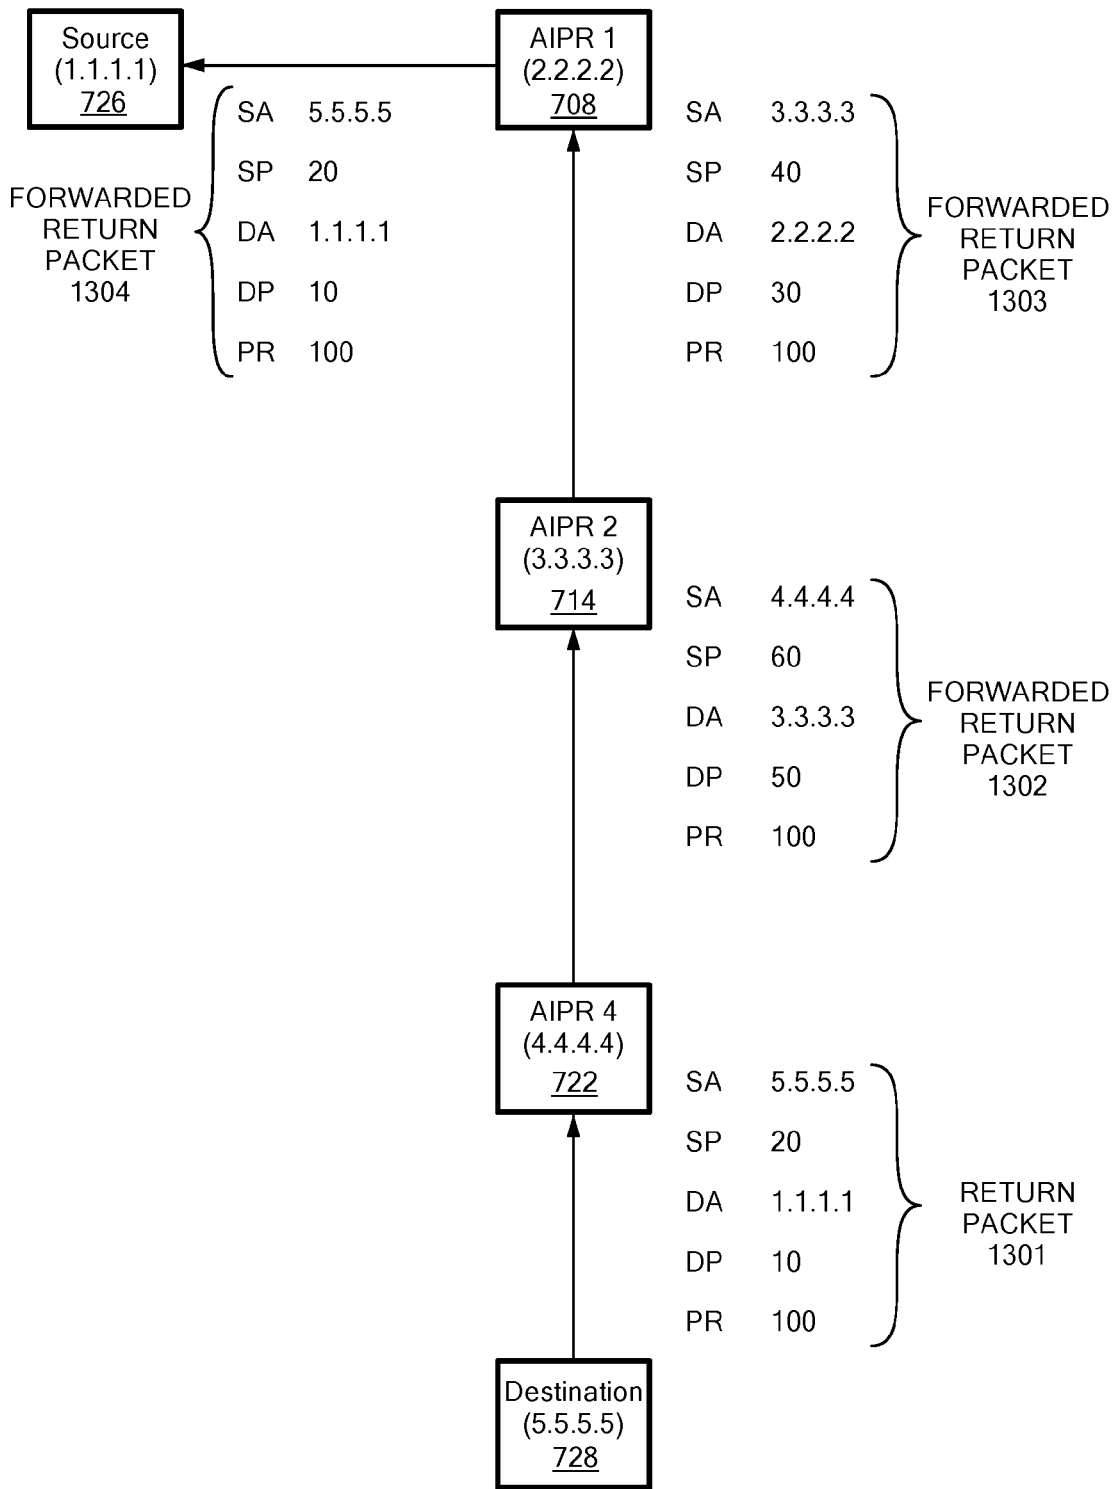 Source
(1.1.1.1)
726
AIPR 1
(2.2.2.2)
708
SA 5.5.5.5
SP 20
DA 1.1.1.1
DP 10
PR 100
FORWARDED
RETURN
PACKET
1304
SA 3.3.3.3
SP 40
DA 2.2.2.2
DP 30
PR 100
FORWARDED
RETURN
PACKET
1303
AIPR 2
(3.3.3.3)
714
SA 4.4.4.4
SP 60
DA 3.3.3.3
DP 50
PR 100
FORWARDED
RETURN
PACKET
1302
AIPR 4
(4.4.4.4)
722
SA 5.5.5.5
SP 20
DA 1.1.1.1
DP 10
PR 100
RETURN
PACKET
1301
Destination
(5.5.5.5)
728